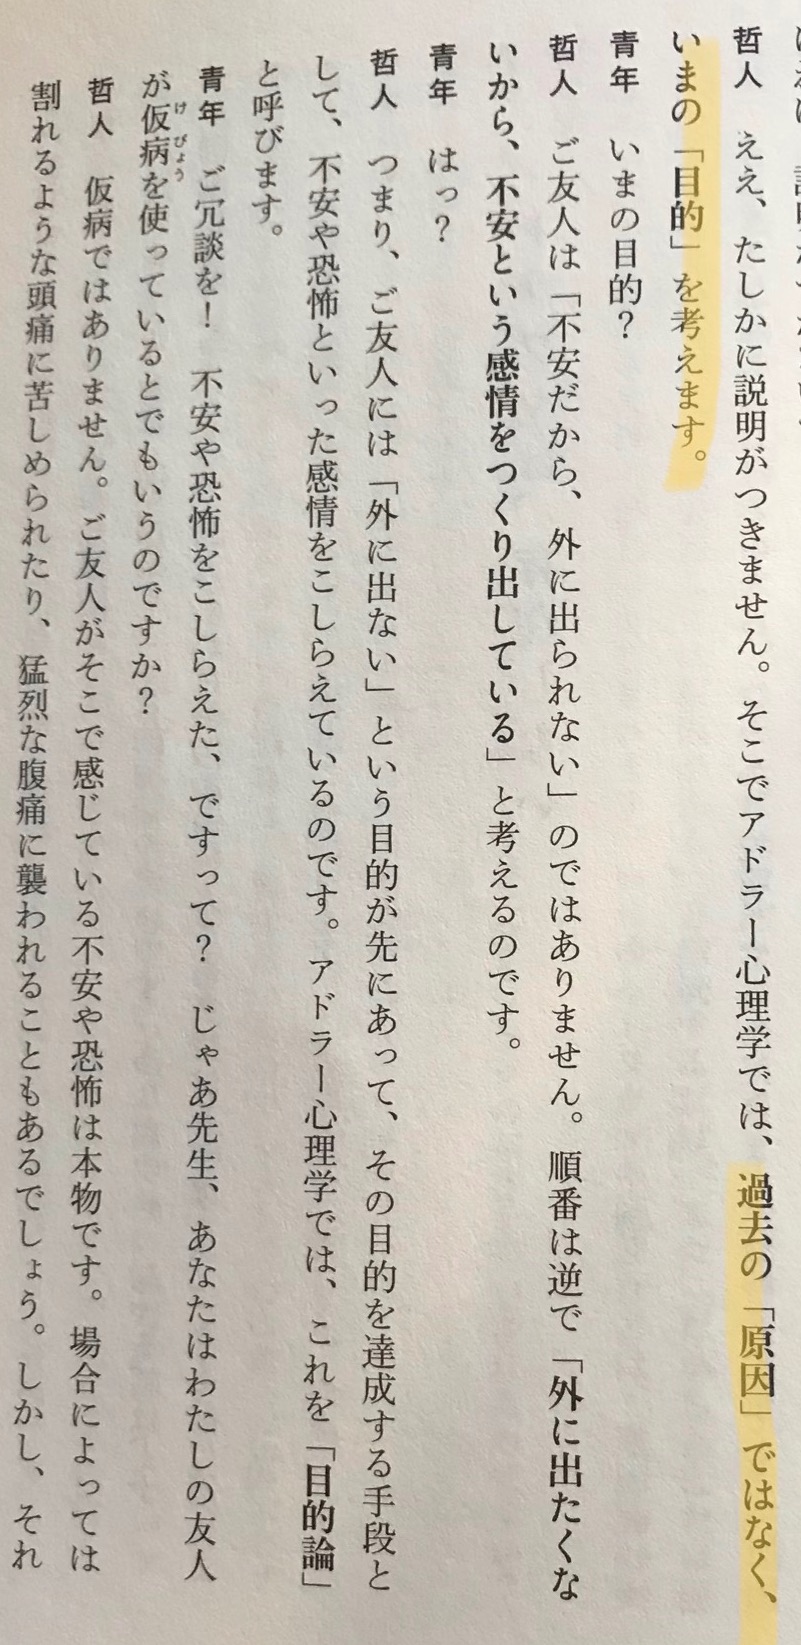 哲人　ええ、たしかに説明がつきません。そこでアドラー心理学では、過去の「原因」ではなく、
いまの「目的」を考えます。
青年　いまの目的？
哲人　ご友人は「不安だから、外に出られない」のではありません。順番は逆で「外に出たくな
いから、不安という感情をつくり出している」と考えるのです。
青年　はっ？
哲人　つまり、ご友人には「外に出ない」という目的が先にあって、その目的を達成する手段と
して、不安や恐怖といった感情をこしらえているのです。アドラー心理学では、これを「目的論」
と呼びます。
青年　ご冗談を！　不安や恐怖をこしらえた、ですって？　じゃあ先生、あなたはわたしの友人
が仮病を使っているとでもいうのですか？
哲人　仮病ではありません。ご友人がそこで感じている不安や恐怖は本物です。場合によっては
割れるような頭痛に苦しめられたり、猛烈な腹痛に襲われることもあるでしょう。しかし、それ